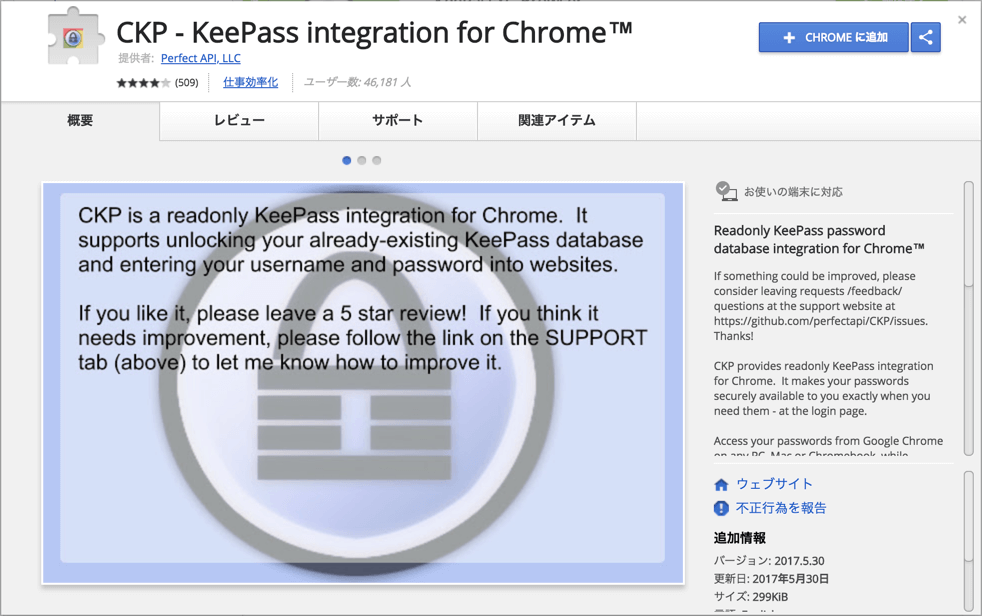 CKP - KeePass integration for Chrome™
CHROME に追加
提供者: Perfect API, LLC
(509)
仕事効率化
ユーザー数: 46,181 人
概要
レビュー
サポート
関連アイテム
CKP is a readonly KeePass integration for Chrome. It
supports unlocking your already-existing KeePass database
and entering your username and password into websites.
If you like it, please leave a 5 star review! If you think it
needs improvement, please follow the link on the SUPPORT
tab (above) to let me know how to improve it.
お使いの端末に対応
Readonly KeePass password
database integration for Chrome™
If something could be improved, please
consider leaving requests /feedback/
questions at the support website at
https://github.com/perfectapi/CKP/issues.
Thanks!
CKP provides readonly KeePass integration
for Chrome. It makes your passwords
securely available to you exactly when you
need them - at the login page.
Access your passwords from Google Chrome
on any PC, Mac or Chromebook, while
ウェブサイト
不正行為を報告
追加情報
バージョン: 2017.5.30
更新日: 2017年5月30日
サイズ: 299KiB